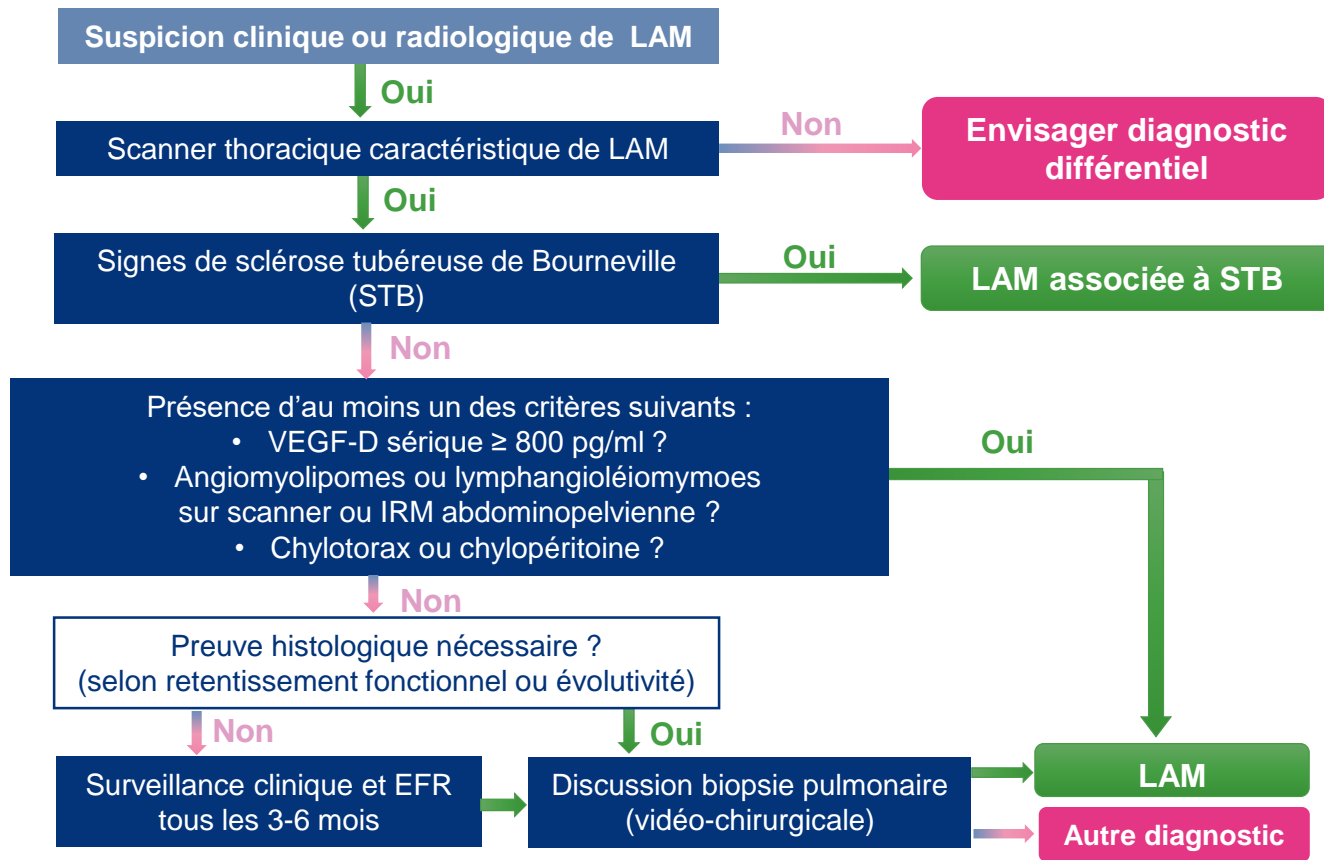 Suspicion clinique ou radiologique de LAM
Oui
Scanner thoracique caractéristique de LAM
Non
Envisager diagnostic
différentiel
Oui
Signes de sclérose tubéreuse de Bourneville
(STB)
Oui
LAM associée à STB
Non
Présence d'au moins un des critères suivants :
• VEGF-D sérique ≥ 800 pg/ml ?
• Angiomyolipomes ou lymphangioléiomymoes
sur scanner ou IRM abdominopelvienne ?
• Chylotorax ou chylopéritoine ?
Oui
Non
Preuve histologique nécessaire ?
(selon retentissement fonctionnel ou évolutivité)
Non
Oui
Surveillance clinique et EFR
tous les 3-6 mois
Discussion biopsie pulmonaire
(vidéo-chirurgicale)
LAM
Autre diagnostic